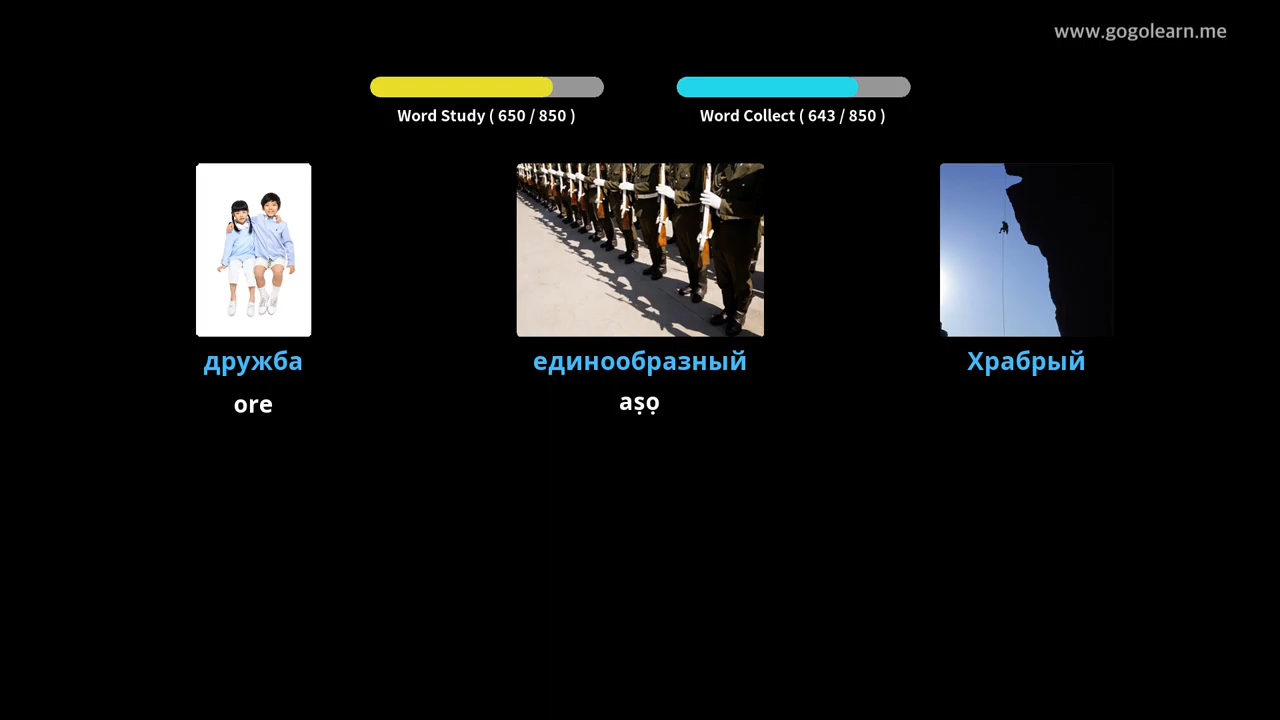 www.gogolearn.me
Word Study ( 650 / 850 )
Word Collect ( 643 / 850 )
дружба
единообразный
Храбрый
ore
aṣọ